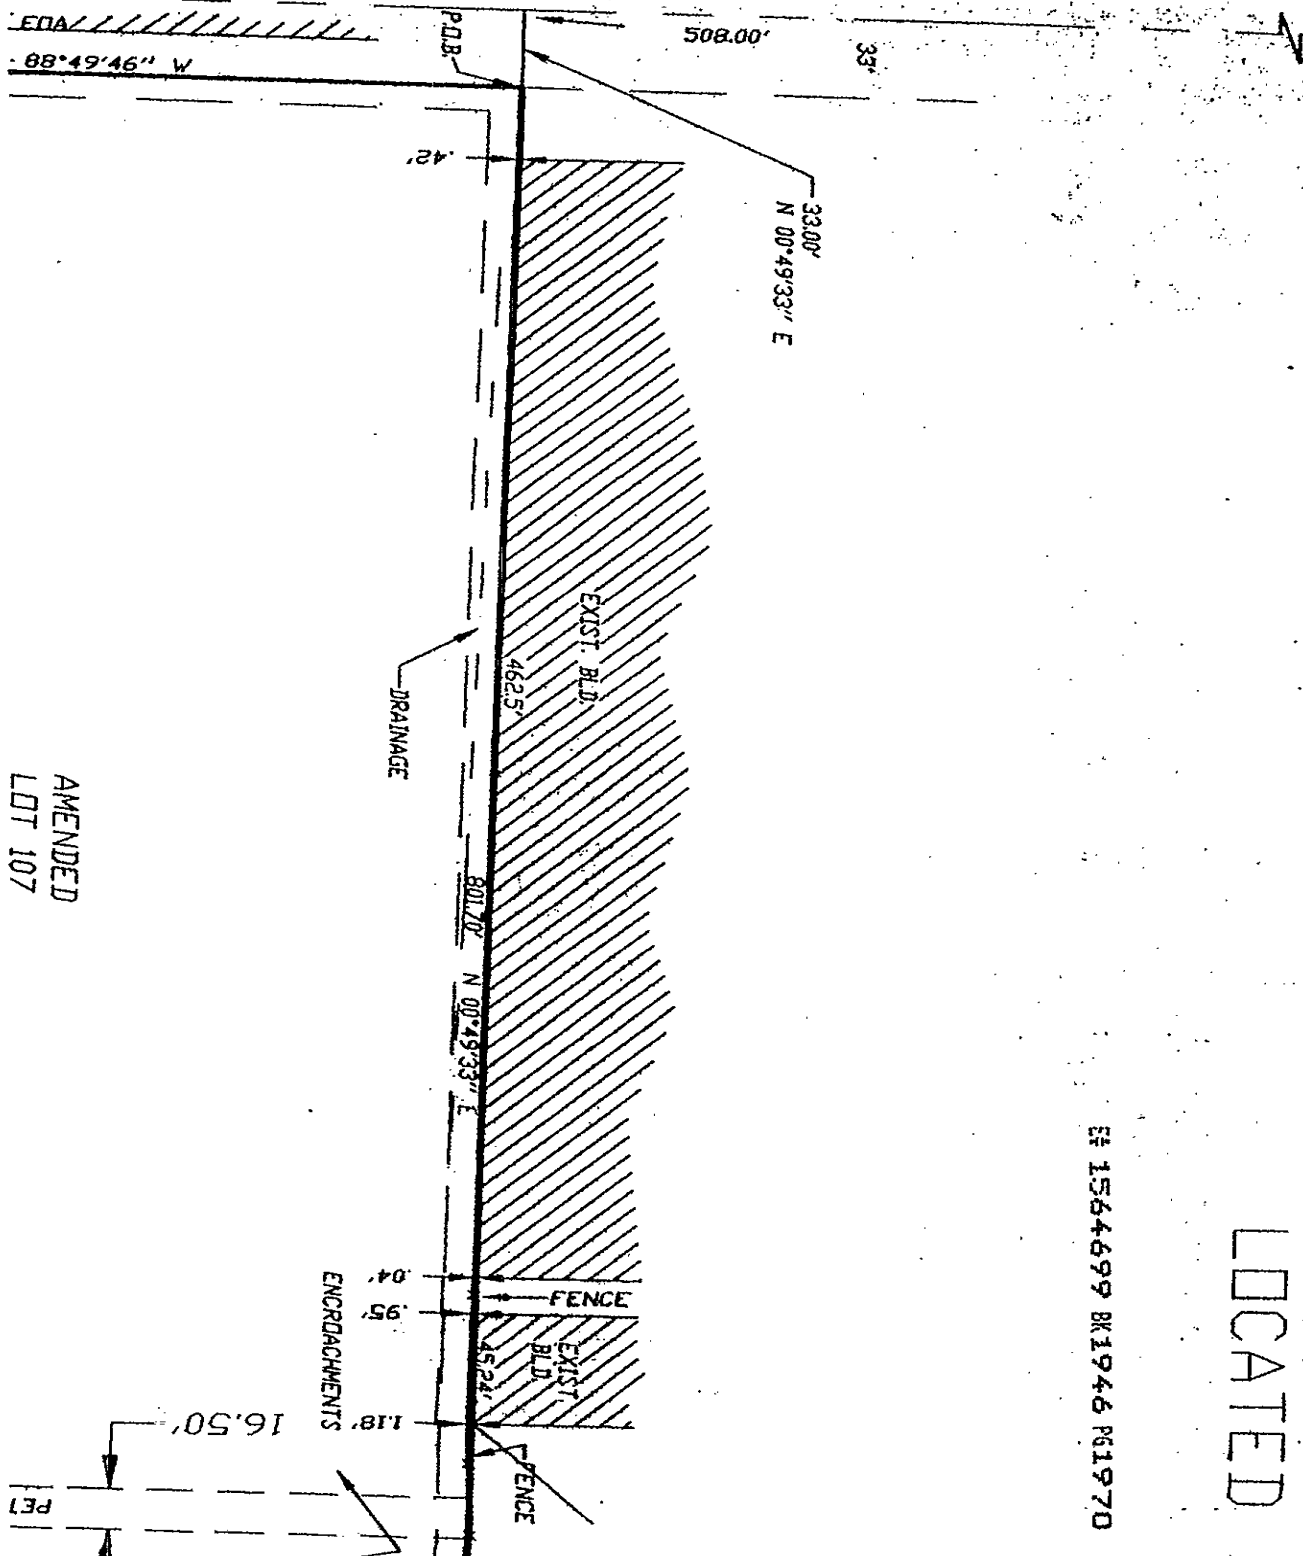 EDA
88°49'46" W
P.O.B.
508.00'
33'
33.00'
N 00°49'33" E
.42'
EXIST. BLD.
462.5'
DRAINAGE
801.70' N 00°49'33" E
AMENDED
LOT 107
.04'
FENCE
.95'
EXIST.
BLD.
45.24'
1.18'
ENCROACHMENTS
16.50'
FENCE
LOCATED
E# 1564699 BK1946 PG1970